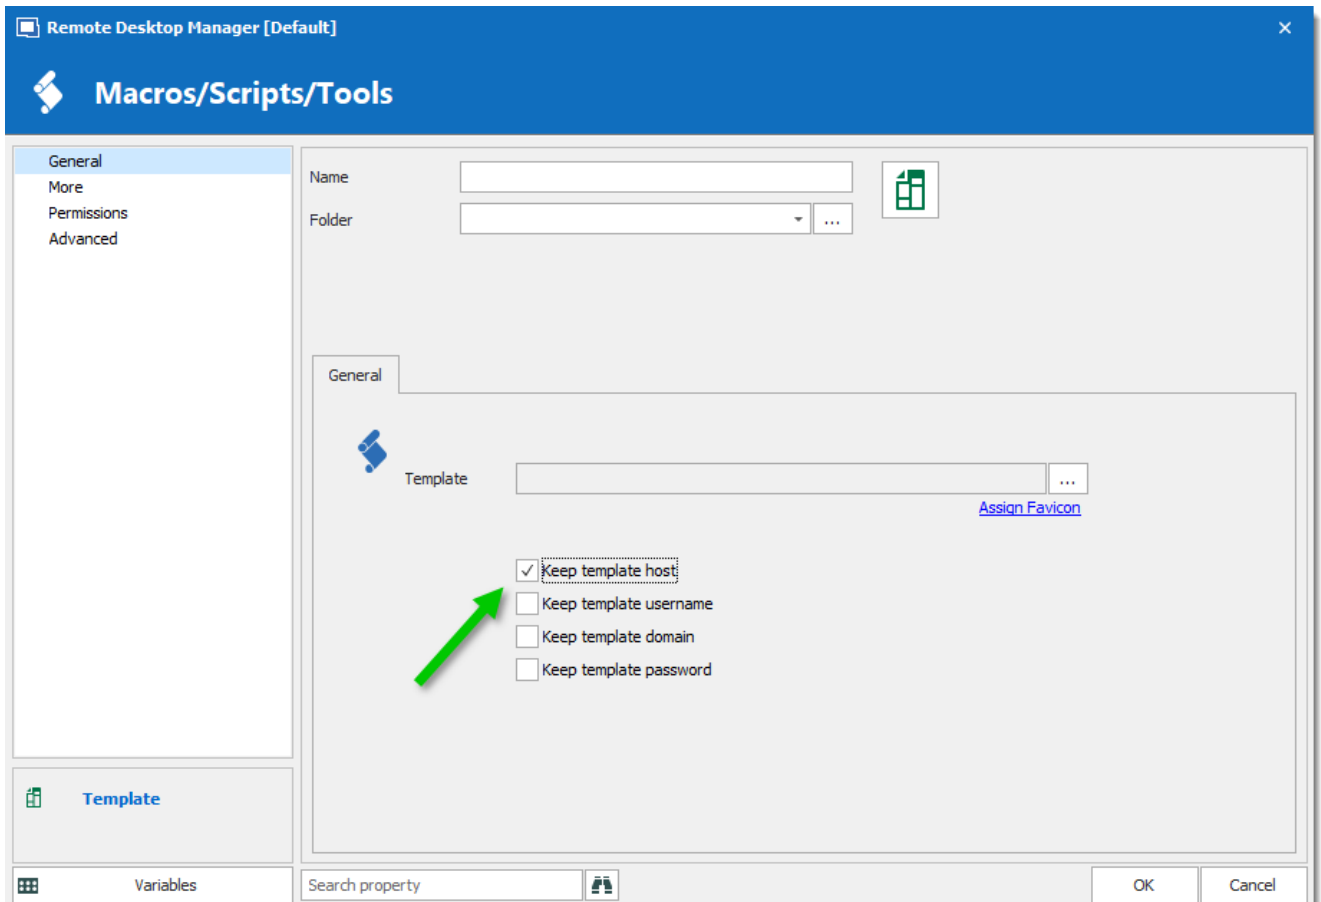 Remote Desktop Manager [Default]
Macros/Scripts/Tools
General
More
Permissions
Advanced
Name
Folder
...
General
Template
...
Assign Favicon
Keep template host
Keep template username
Keep template domain
Keep template password
Template
Variables
Search property
OK
Cancel